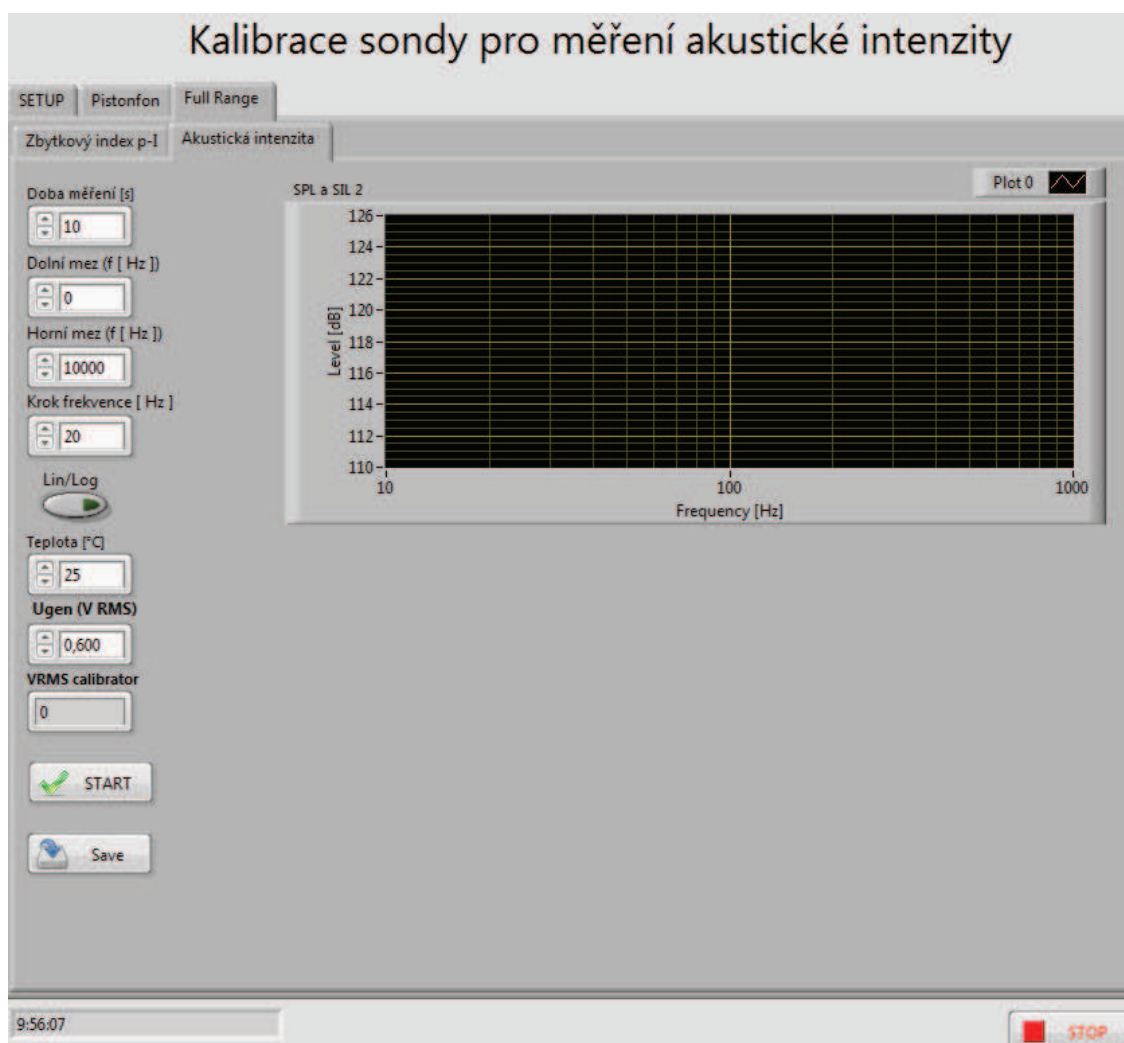 Kalibrace sondy pro měření akustické intenzity
SETUP Pistonfon Full Range
Zbytkový index p-I Akustická intenzita
Doba měření [s]
10
Dolní mez (f [ Hz ])
0
Horní mez (f [ Hz ])
10000
Krok frekvence [ Hz ]
20
Lin/Log
Teplota [°C]
25
Ugen (V RMS)
0,600
VRMS calibrator
0
START
Save
SPL a SIL 2
Plot 0
126
124
122
120
118
116
114
112
110
Level [dB]
10 100 1000
Frequency [Hz]
9:56:07
STOP